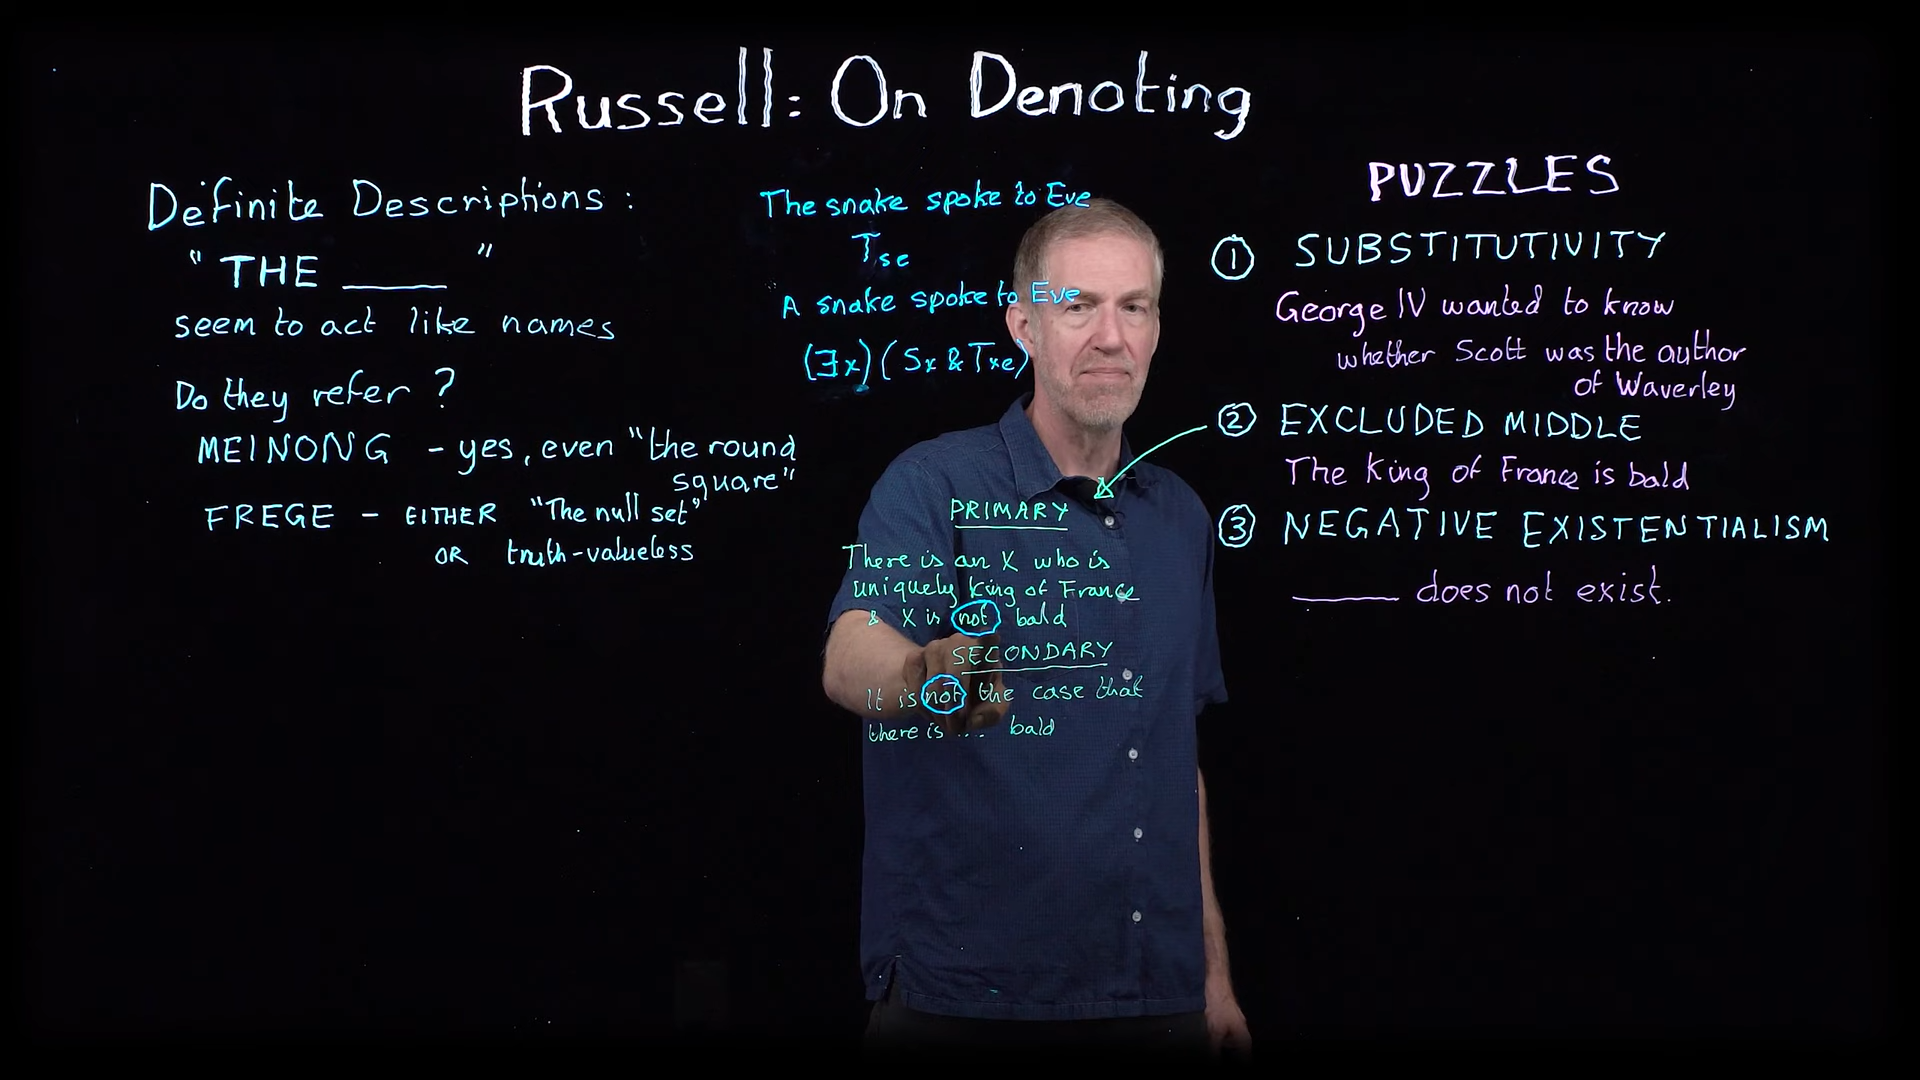 Russell: On Denoting
Definite Descriptions:
"THE ____"
seem to act like names
Do they refer?
MEINONG - yes, even "the round
square"
FREGE - EITHER "The null set"
OR truth-valueless
The snake spoke to Eve
Tse
A snake spoke to Eve
(∃x)(Sx & Txe)
PRIMARY
There is an X who is
uniquely King of France
& X is not bald
SECONDARY
It is not the case that
there is ... bald
PUZZLES
① SUBSTITUTIVITY
George IV wanted to know
whether Scott was the author
of Waverley
② EXCLUDED MIDDLE
The King of France is bald
③ NEGATIVE EXISTENTIALISM
____ does not exist.